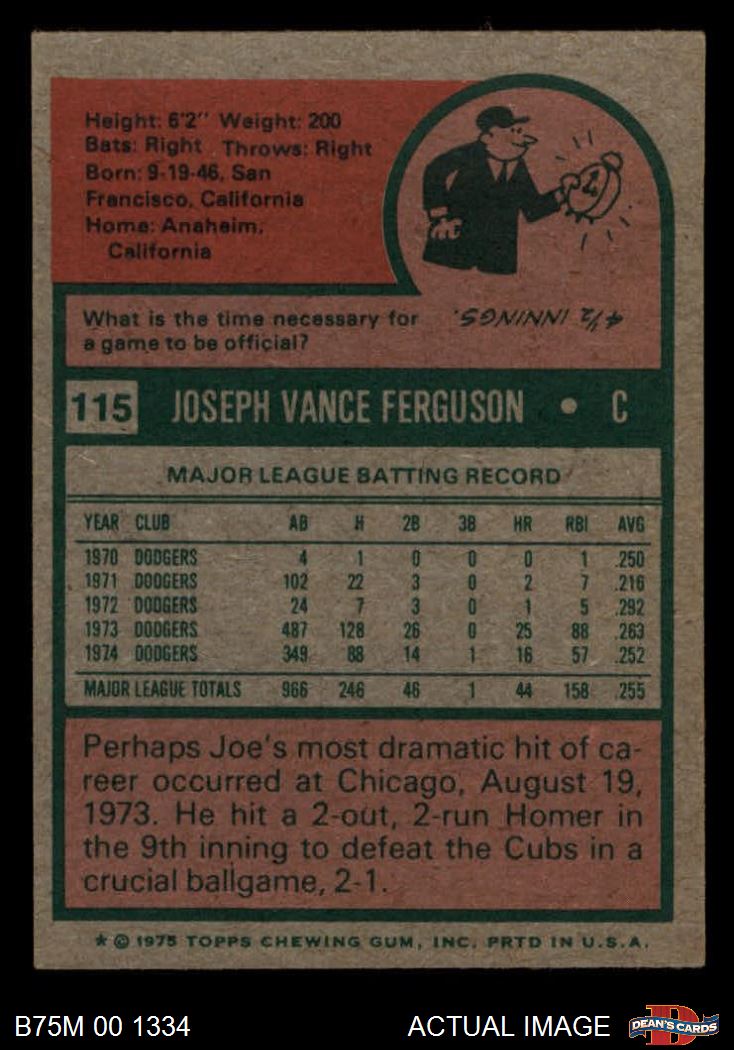 Height: 6'2" Weight: 200
Bats: Right Throws: Right
Born: 9-19-46, San
Francisco, California
Home: Anaheim,
California
What is the time necessary for
a game to be official?
4½ INNINGS.
115 JOSEPH VANCE FERGUSON • C
MAJOR LEAGUE BATTING RECORD
YEAR CLUB AB H 2B 3B HR RBI AVG
1970 DODGERS 4 1 0 0 0 1 .250
1971 DODGERS 102 22 3 0 2 7 .216
1972 DODGERS 24 7 3 0 1 5 .292
1973 DODGERS 487 128 26 0 25 88 .263
1974 DODGERS 349 88 14 1 16 57 .252
MAJOR LEAGUE TOTALS 966 246 46 1 44 158 .255
Perhaps Joe's most dramatic hit of ca-
reer occurred at Chicago, August 19,
1973. He hit a 2-out, 2-run Homer in
the 9th inning to defeat the Cubs in a
crucial ballgame, 2-1.
* © 1975 TOPPS CHEWING GUM, INC. PRTD IN U.S.A.
B75M 00 1334 ACTUAL IMAGE DEAN'S CARDS